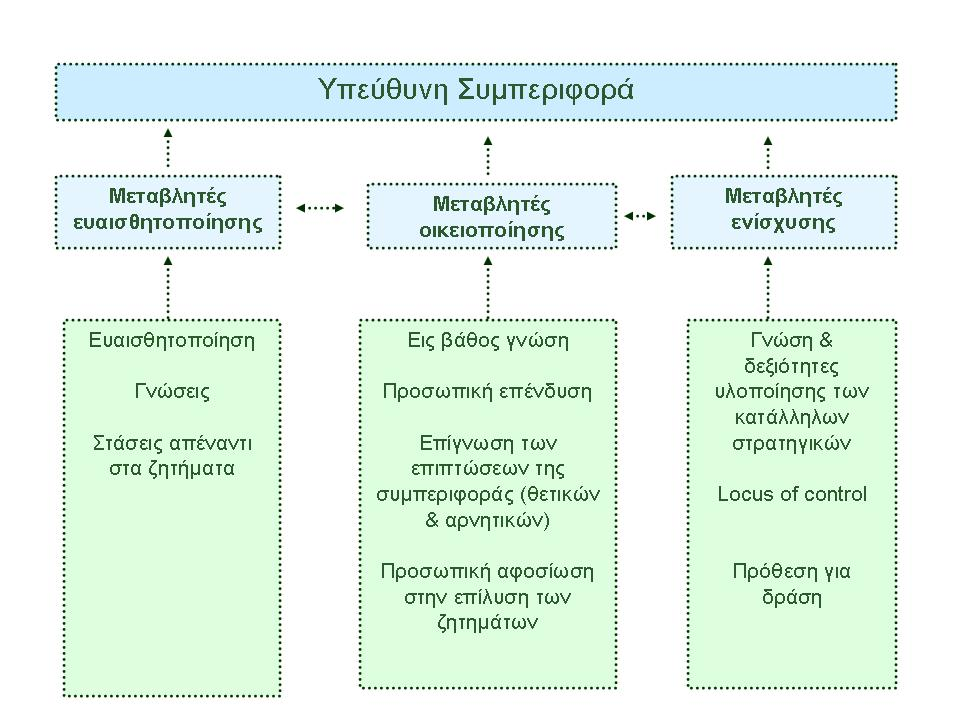 Υπεύθυνη Συμπεριφορά
Μεταβλητές
ευαισθητοποίησης
Μεταβλητές
οικειοποίησης
Μεταβλητές
ενίσχυσης
Ευαισθητοποίηση
Γνώσεις
Στάσεις απέναντι
στα ζητήματα
Εις βάθος γνώση
Προσωπική επένδυση
Επίγνωση των
επιπτώσεων της
συμπεριφοράς (θετικών
& αρνητικών)
Προσωπική αφοσίωση
στην επίλυση των
ζητημάτων
Γνώση &
δεξιότητες
υλοποίησης των
κατάλληλων
στρατηγικών
Locus of control
Πρόθεση για
δράση